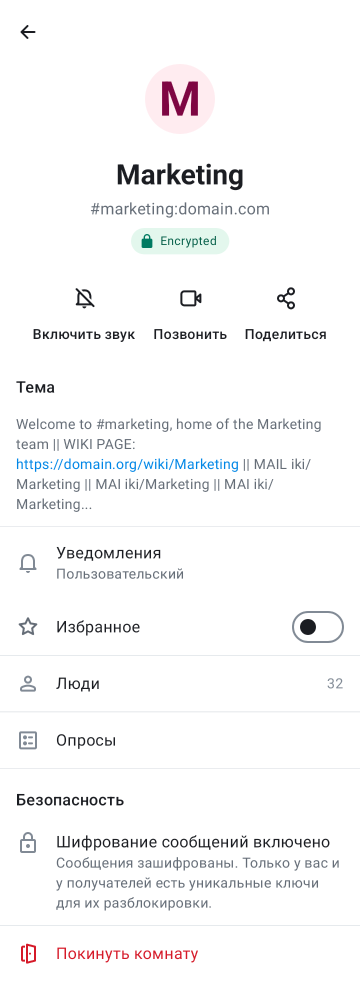 M
Marketing
#marketing:domain.com
Encrypted
Включить звук Позвонить Поделиться
Тема
Welcome to #marketing, home of the Marketing
team || WIKI PAGE:
https://domain.org/wiki/Marketing || MAIL iki/
Marketing || MAI iki/Marketing || MAI iki/
Marketing...
Уведомления
Пользовательский
Избранное
Люди 32
Опросы
Безопасность
Шифрование сообщений включено
Сообщения зашифрованы. Только у вас и
у получателей есть уникальные ключи
для их разблокировки.
Покинуть комнату